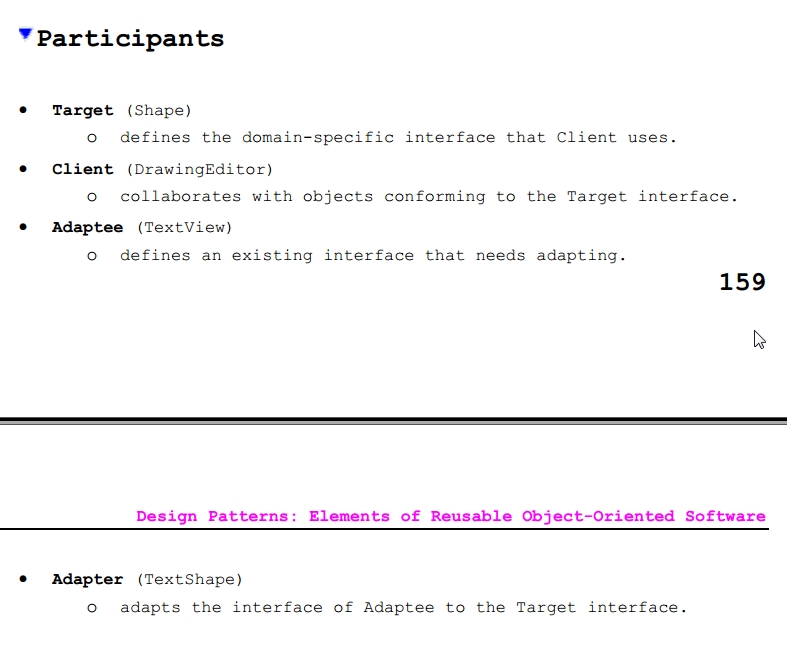 Participants
• Target (Shape)
o defines the domain-specific interface that Client uses.
• Client (DrawingEditor)
o collaborates with objects conforming to the Target interface.
• Adaptee (TextView)
o defines an existing interface that needs adapting.
159
Design Patterns: Elements of Reusable Object-Oriented Software
• Adapter (TextShape)
o adapts the interface of Adaptee to the Target interface.